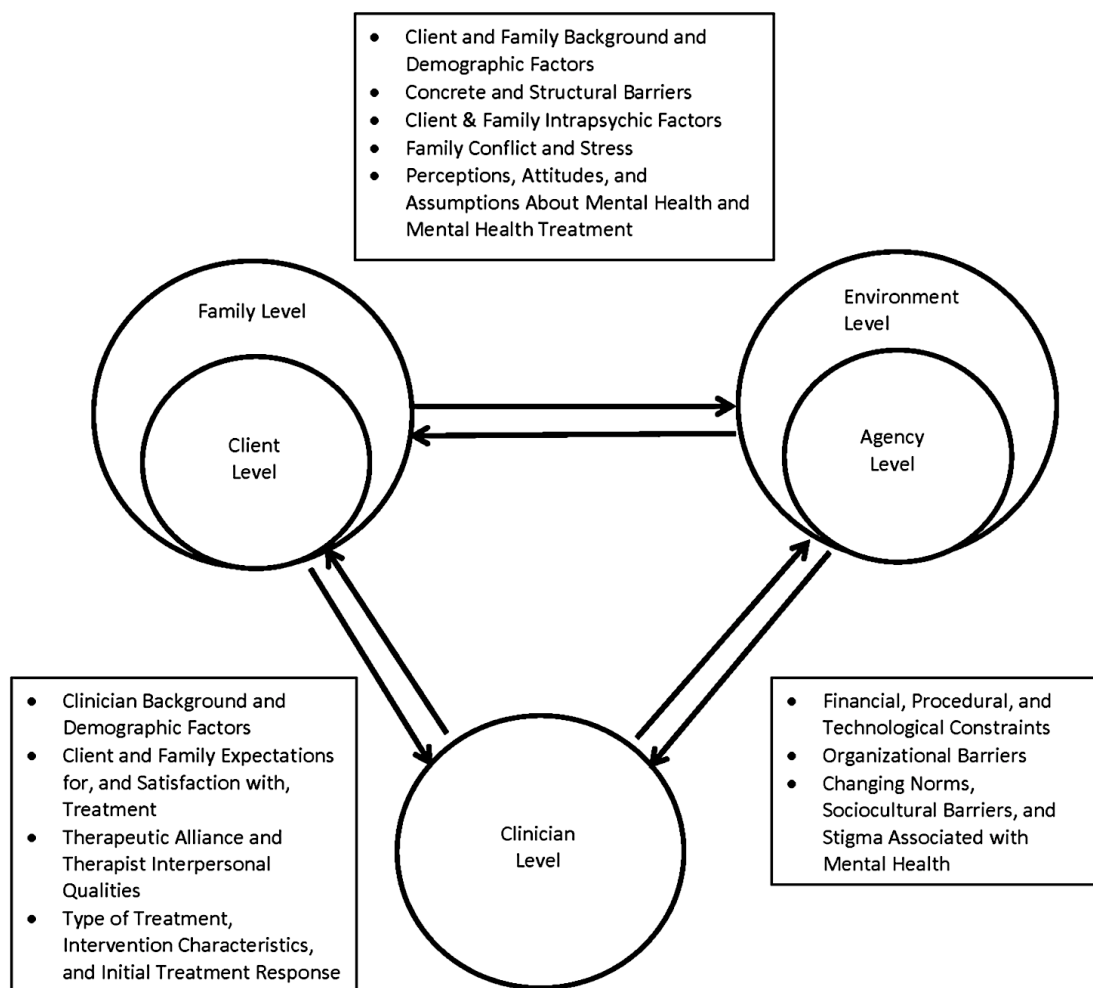 • Client and Family Background and
Demographic Factors
• Concrete and Structural Barriers
• Client & Family Intrapsychic Factors
• Family Conflict and Stress
• Perceptions, Attitudes, and
Assumptions About Mental Health and
Mental Health Treatment
Family Level
Client
Level
Environment
Level
Agency
Level
• Clinician Background and
Demographic Factors
• Client and Family Expectations
for, and Satisfaction with,
Treatment
• Therapeutic Alliance and
Therapist Interpersonal
Qualities
• Type of Treatment,
Intervention Characteristics,
and Initial Treatment Response
Clinician
Level
• Financial, Procedural, and
Technological Constraints
• Organizational Barriers
• Changing Norms,
Sociocultural Barriers, and
Stigma Associated with
Mental Health